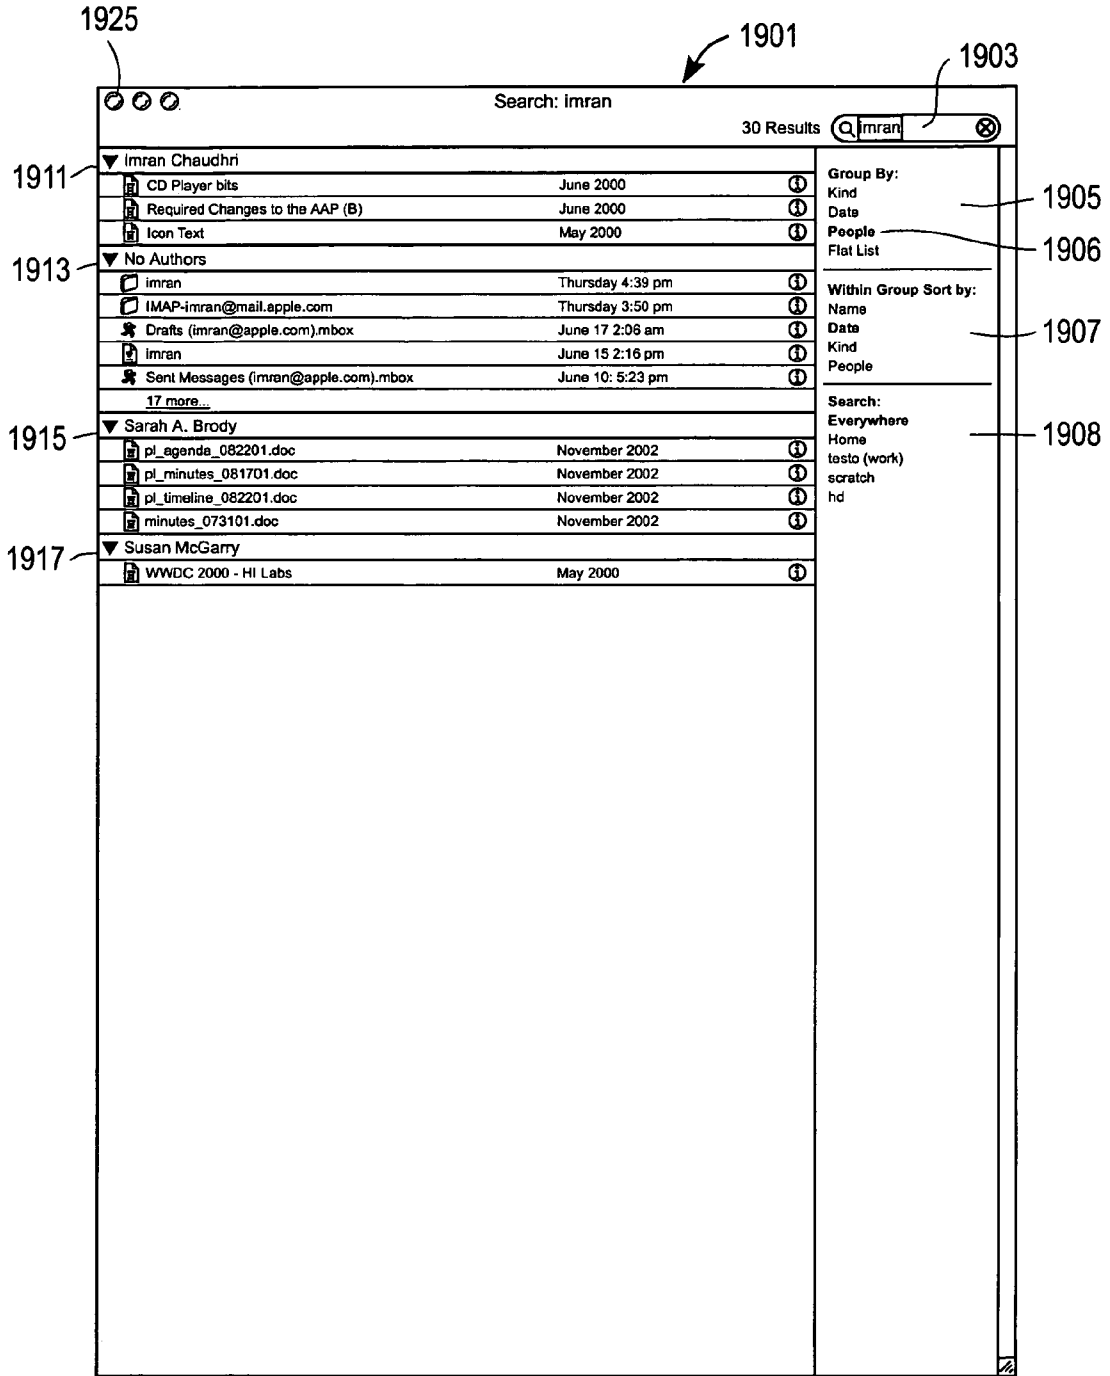 1925
1901
1903
Search: imran
30 Results imran
1911
Imran Chaudhri
CD Player bits June 2000
Required Changes to the AAP (B) June 2000
Icon Text May 2000
1913
No Authors
imran Thursday 4:39 pm
IMAP-imran@mail.apple.com Thursday 3:50 pm
Drafts (imran@apple.com).mbox June 17 2:06 am
imran June 15 2:16 pm
Sent Messages (imran@apple.com).mbox June 10: 5:23 pm
17 more...
1915
Sarah A. Brody
pl_agenda_082201.doc November 2002
pl_minutes_081701.doc November 2002
pl_timeline_082201.doc November 2002
minutes_073101.doc November 2002
1917
Susan McGarry
WWDC 2000 - HI Labs May 2000
Group By:
Kind
Date
People
Flat List
1905
1906
Within Group Sort by:
Name
Date
Kind
People
1907
Search:
Everywhere
Home
testo (work)
scratch
hd
1908